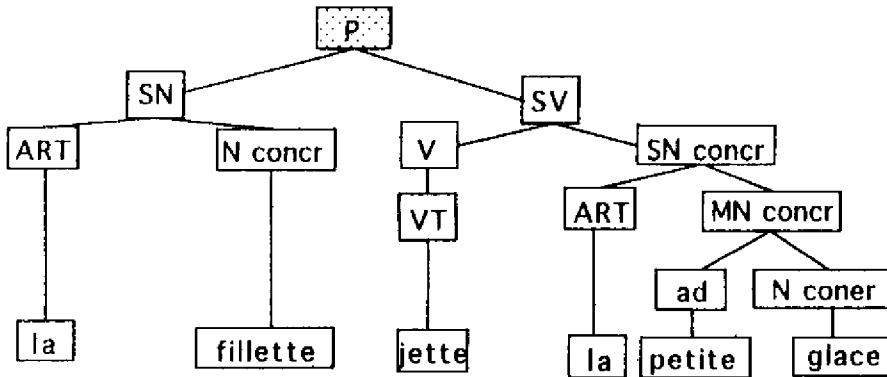 P
SN SV
ART N concr V SN concr
VT ART MN concr
ad N coner
la fillette jette la petite glace